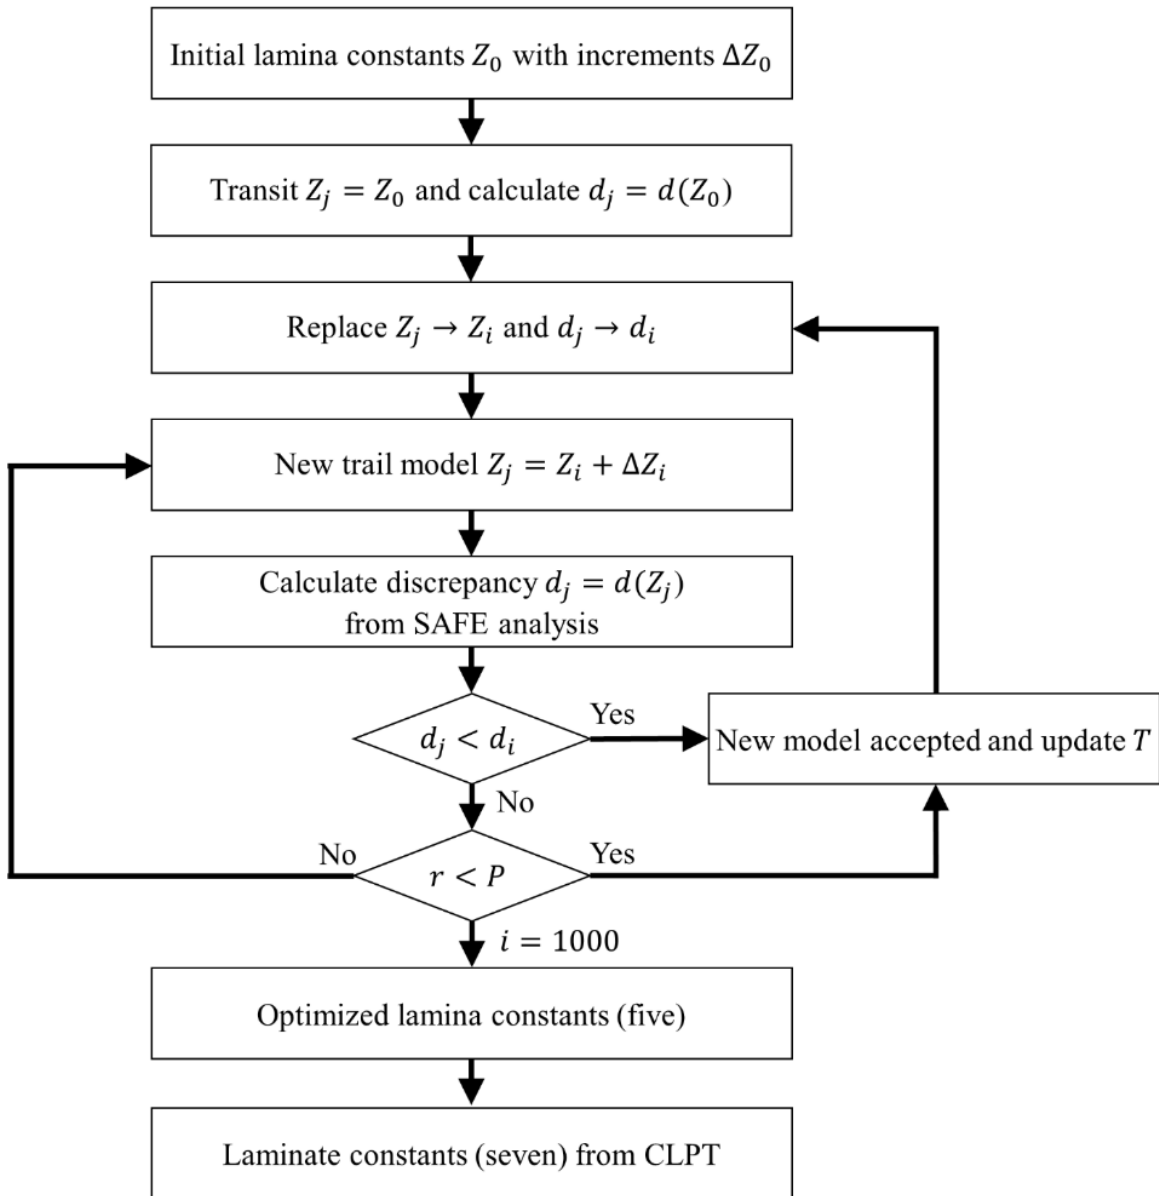 Initial lamina constants Z₀ with increments ΔZ₀
Transit Zⱼ = Z₀ and calculate dⱼ = d(Z₀)
Replace Zⱼ → Zᵢ and dⱼ → dᵢ
New trail model Zⱼ = Zᵢ + ΔZᵢ
Calculate discrepancy dⱼ = d(Zⱼ)
from SAFE analysis
dⱼ < dᵢ
Yes
New model accepted and update T
No
No
r < P
Yes
i = 1000
Optimized lamina constants (five)
Laminate constants (seven) from CLPT